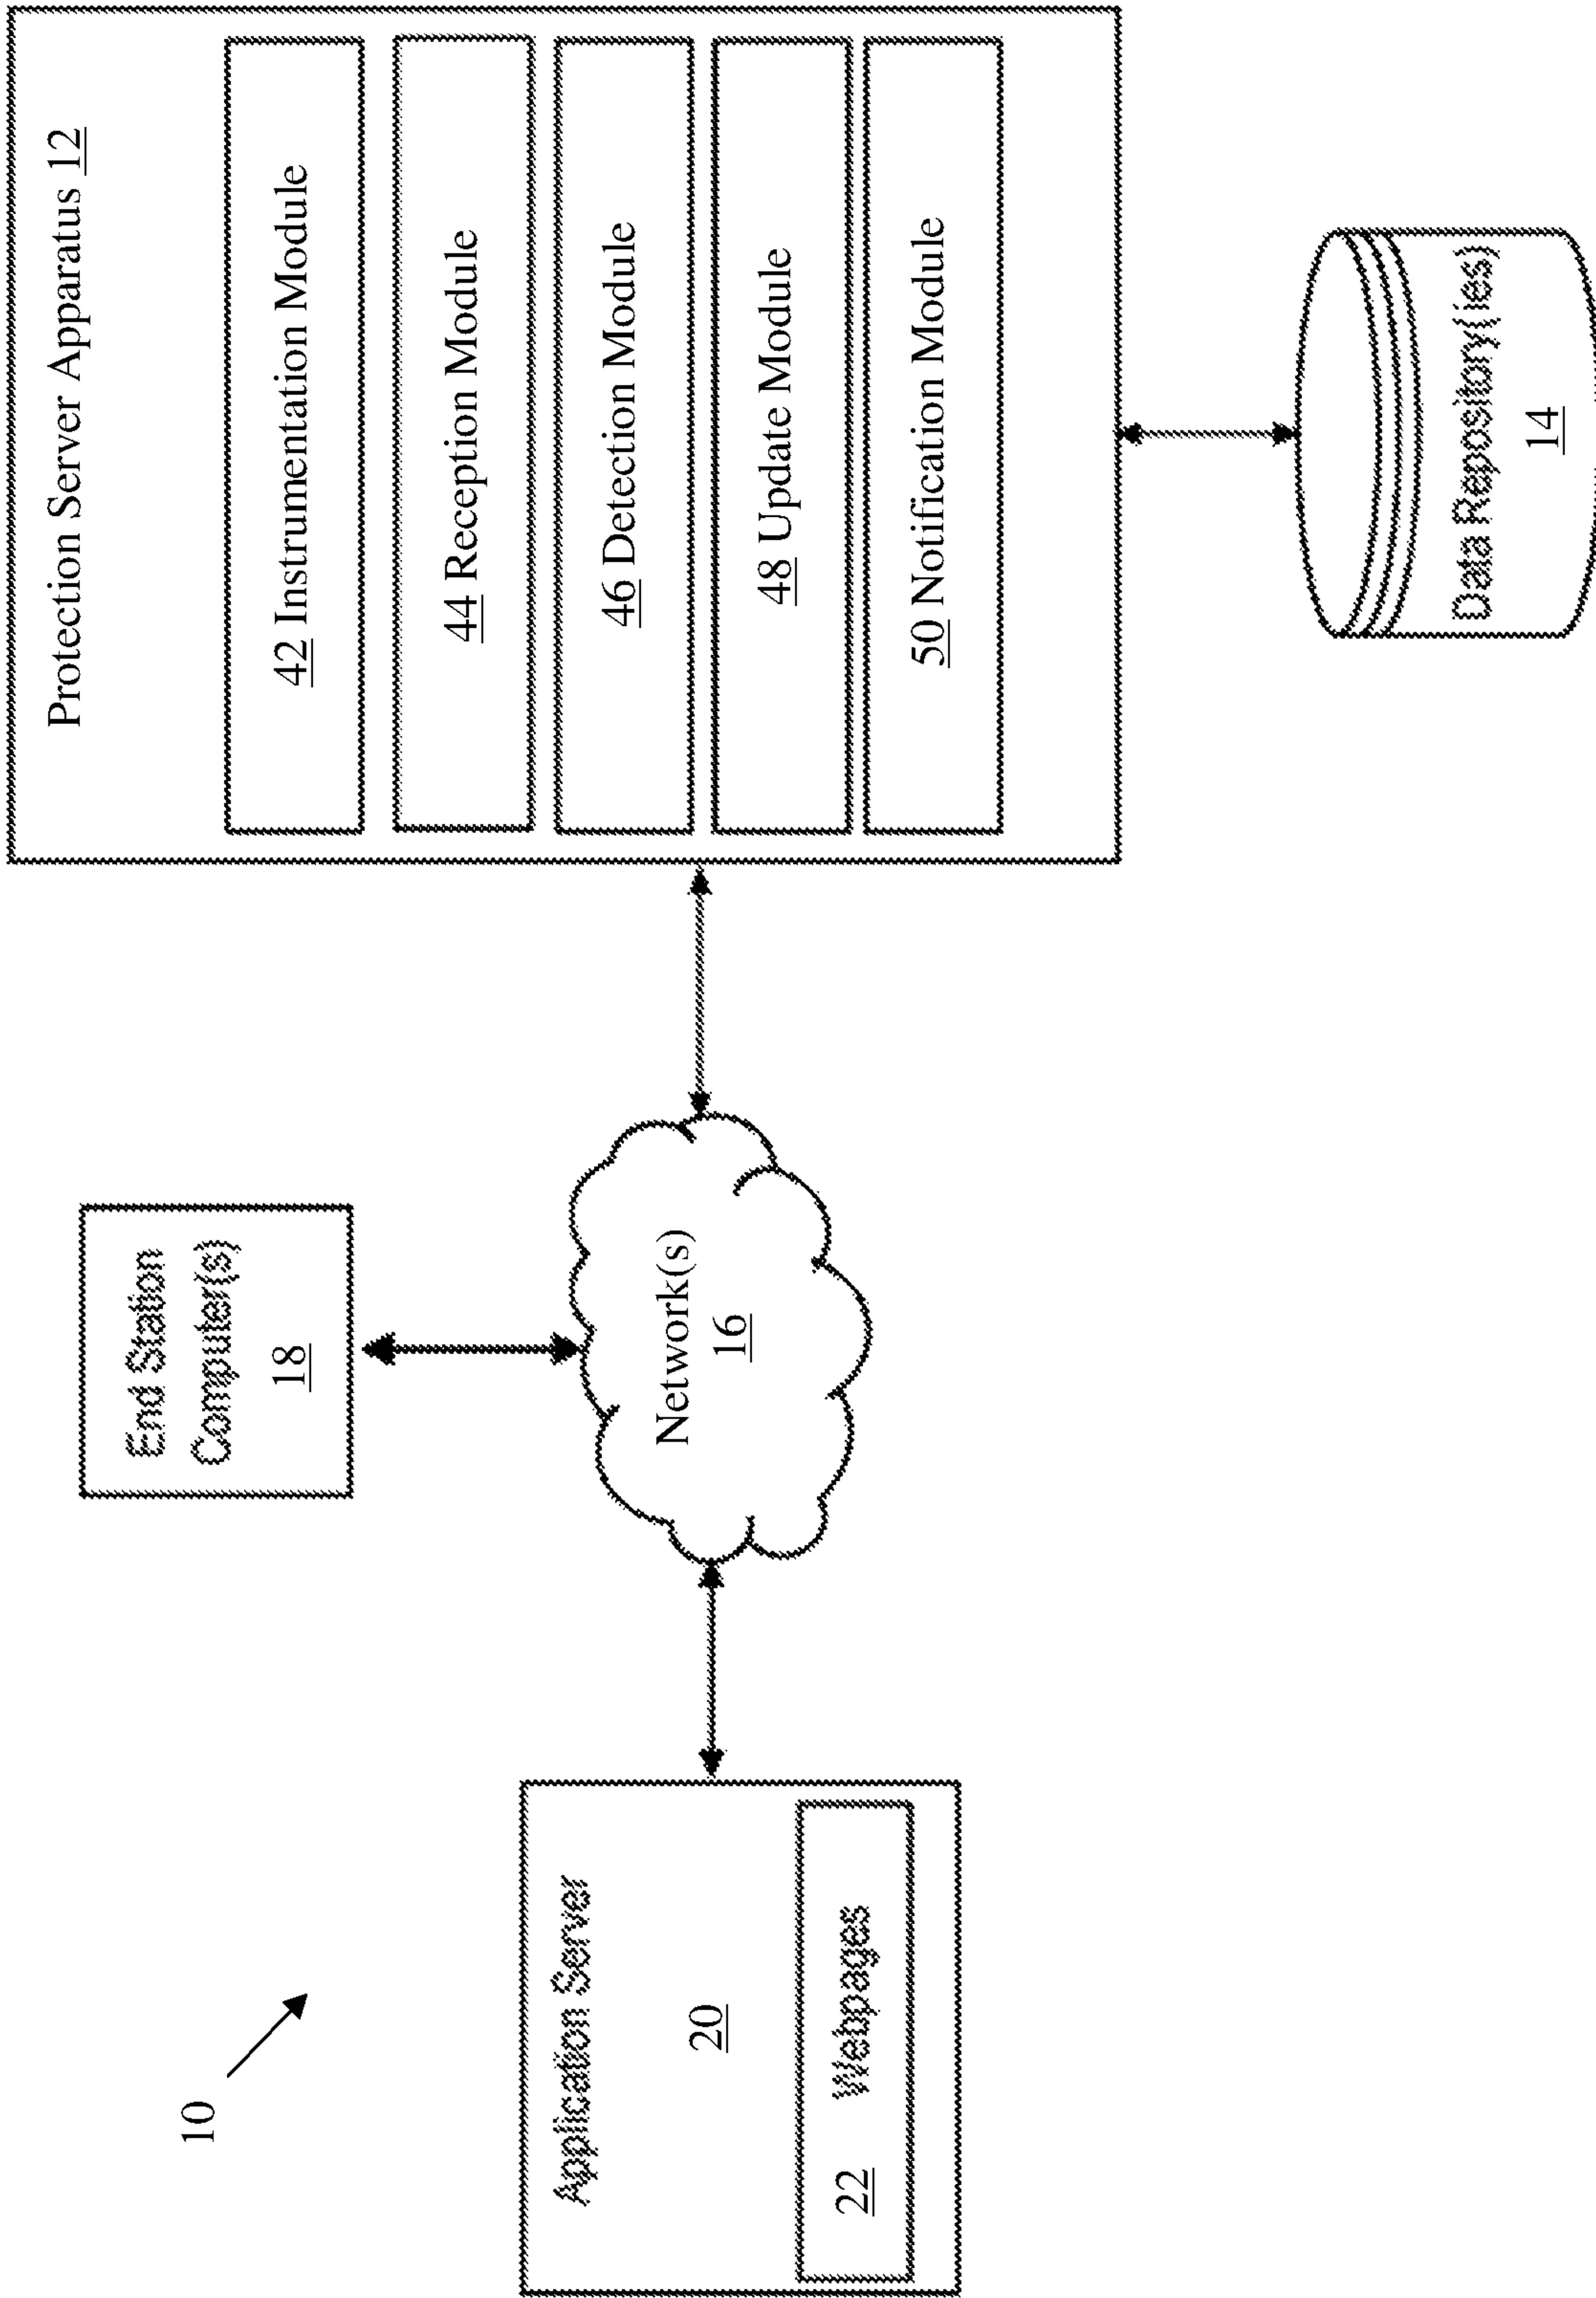 10
Application Server
20
22 Webpages
End Station
Computer(s)
18
Network(s)
16
Protection Server Apparatus 12
42 Instrumentation Module
44 Reception Module
46 Detection Module
48 Update Module
50 Notification Module
Data Repository(ies)
14